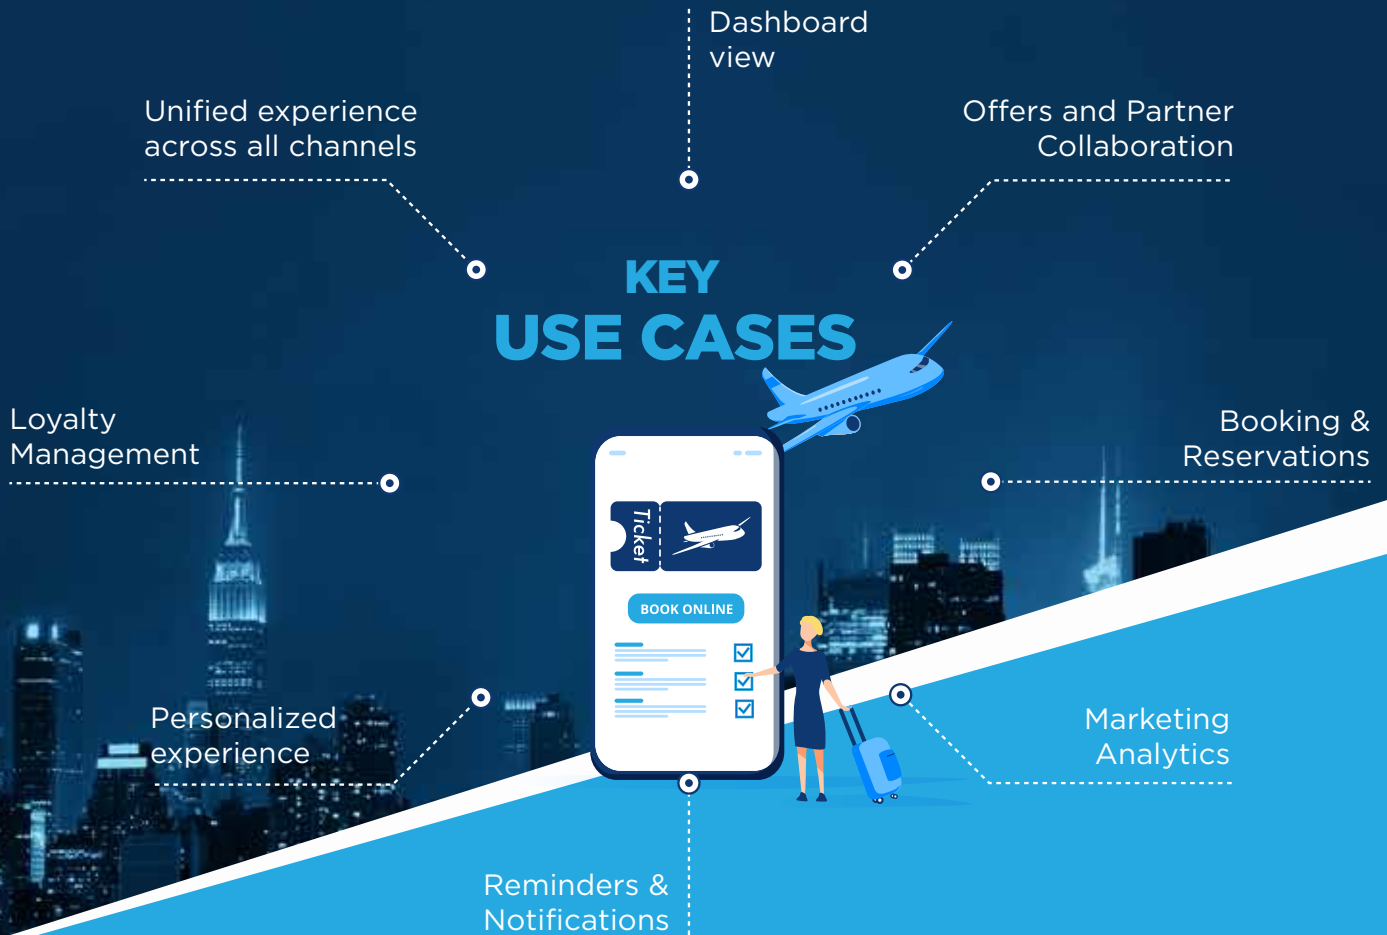 Dashboard
view
Unified experience
across all channels
Offers and Partner
Collaboration
KEY
USE CASES
Loyalty
Management
Booking &
Reservations
Ticket
BOOK ONLINE
Personalized
experience
Marketing
Analytics
Reminders &
Notifications